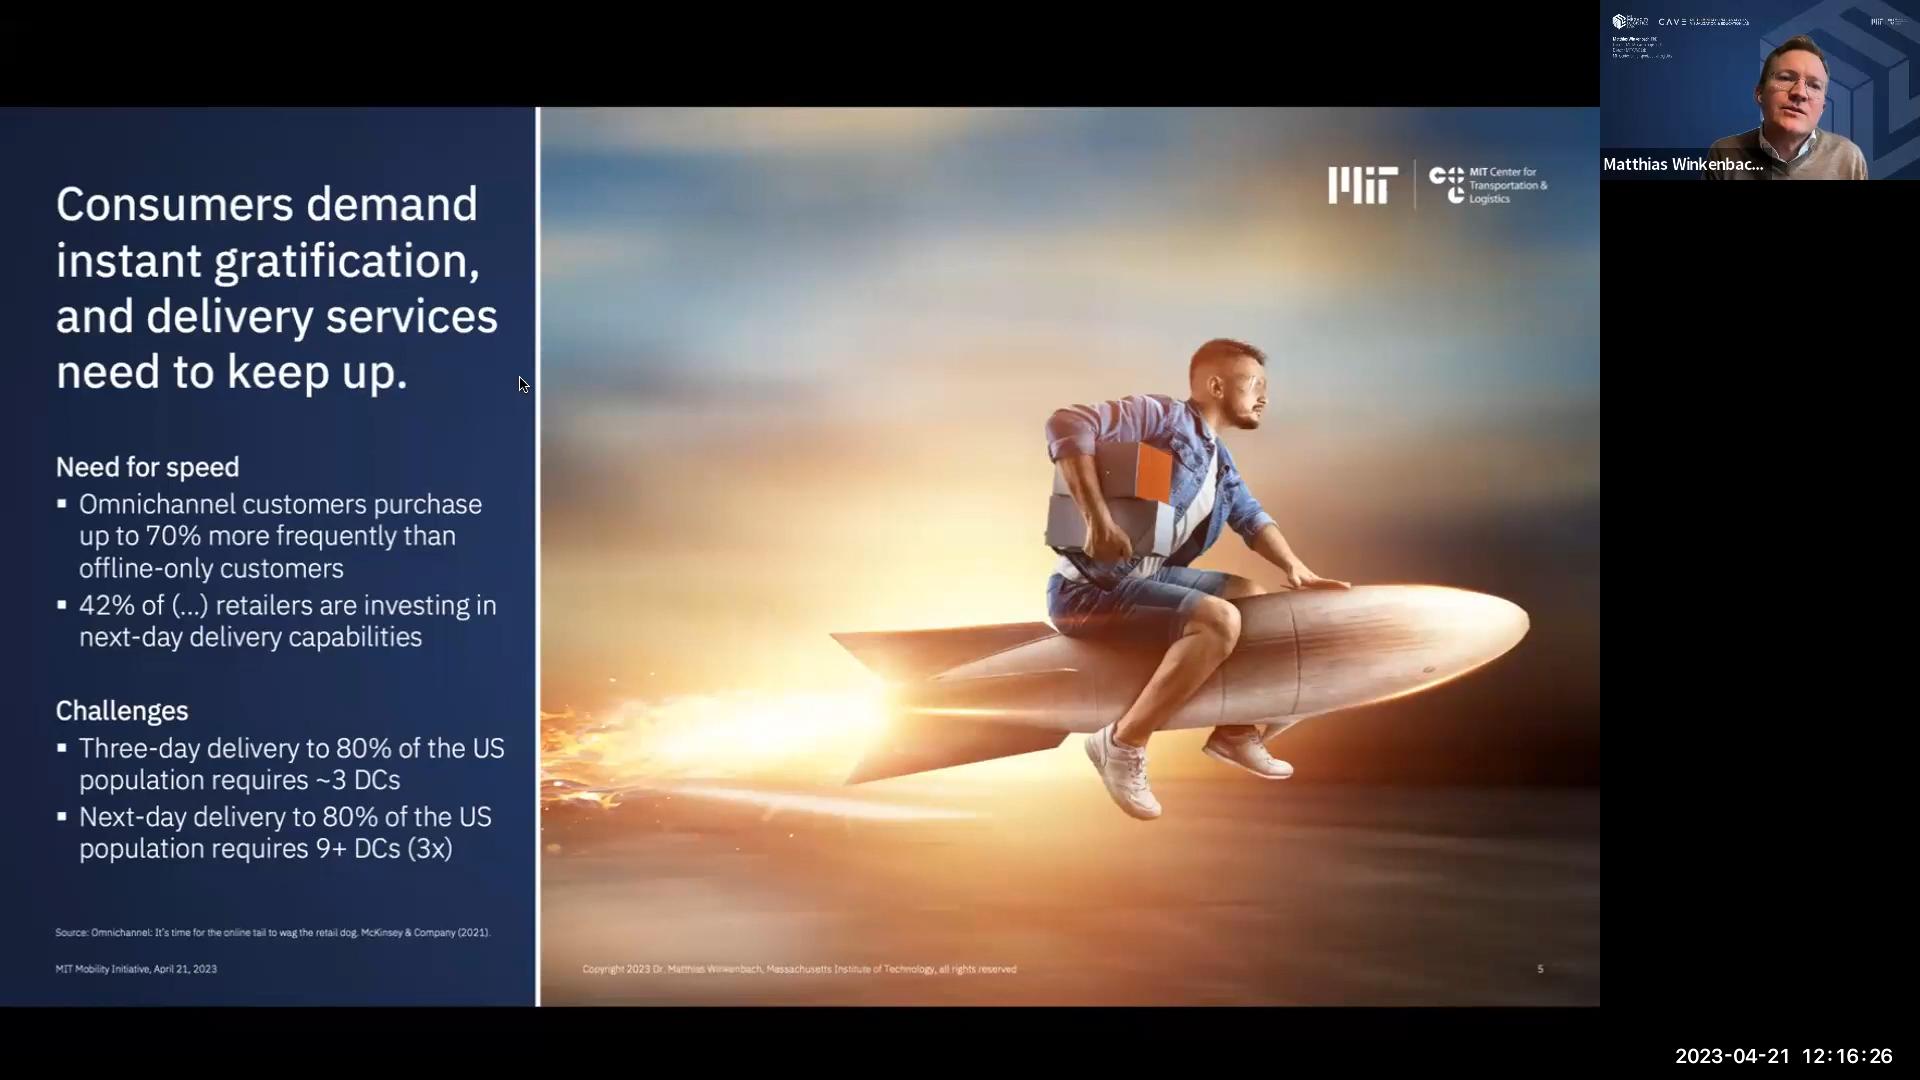 Consumers demand
instant gratification,
and delivery services
need to keep up.
Need for speed
▪ Omnichannel customers purchase
up to 70% more frequently than
offline-only customers
▪ 42% of (...) retailers are investing in
next-day delivery capabilities
Challenges
▪ Three-day delivery to 80% of the US
population requires ~3 DCs
▪ Next-day delivery to 80% of the US
population requires 9+ DCs (3x)
Source: Omnichannel: It's time for the online tail to wag the retail dog. McKinsey & Company (2021).
MIT Mobility Initiative, April 21, 2023
MIT
MIT Center for
Transportation &
Logistics
Copyright 2023 Dr. Matthias Winkenbach, Massachusetts Institute of Technology, all rights reserved
5
CAVE
Matthias Winkenbac...
2023-04-21 12:16:26